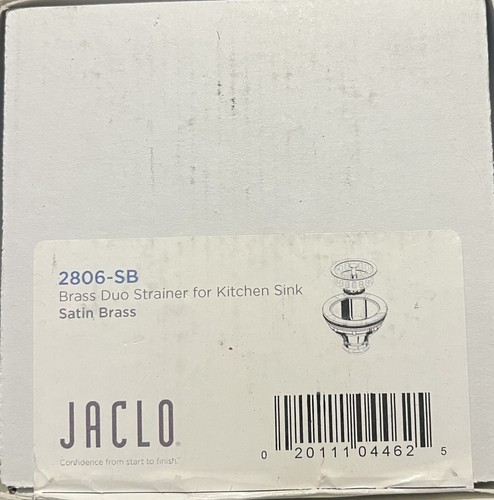 2806-SB
Brass Duo Strainer for Kitchen Sink
Satin Brass
JACLO®
Confidence from start to finish.™
0 20111 04462 5